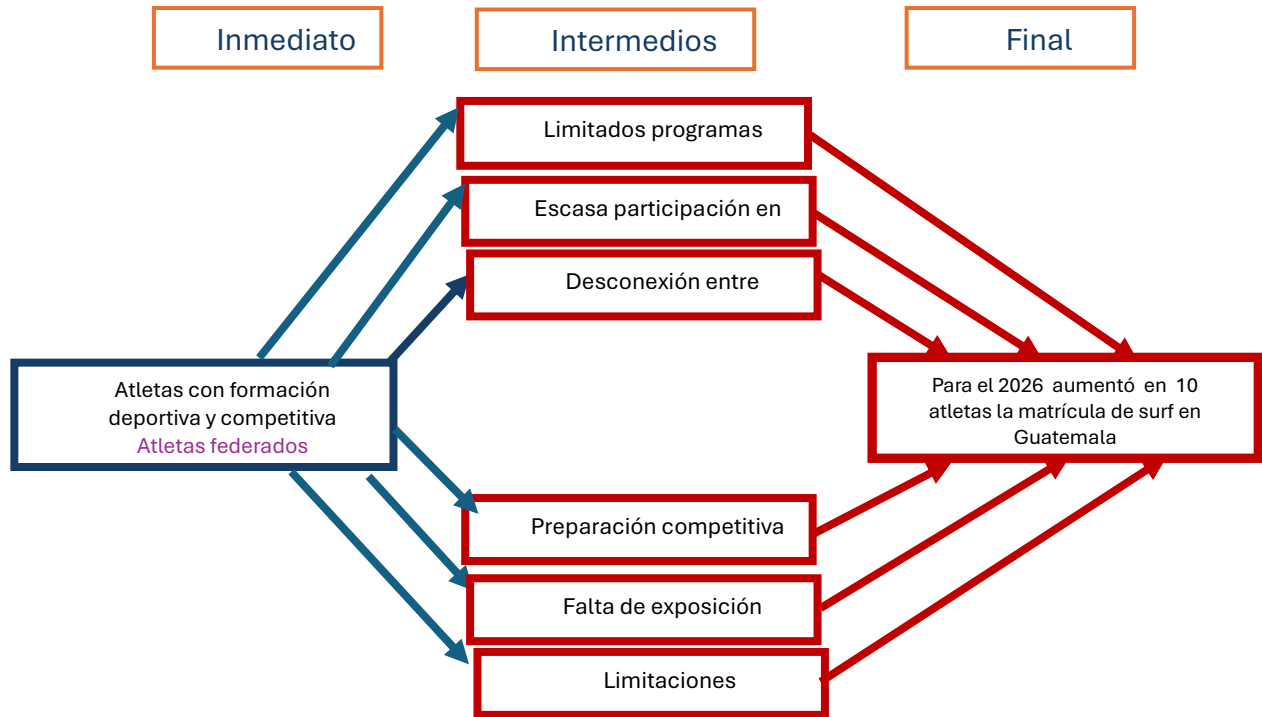 Inmediato
Intermedios
Final
Limitados programas
Escasa participación en
Desconexión entre
Atletas con formación
deportiva y competitiva
Atletas federados
Para el 2026 aumentó en 10
atletas la matrícula de surf en
Guatemala
Preparación competitiva
Falta de exposición
Limitaciones